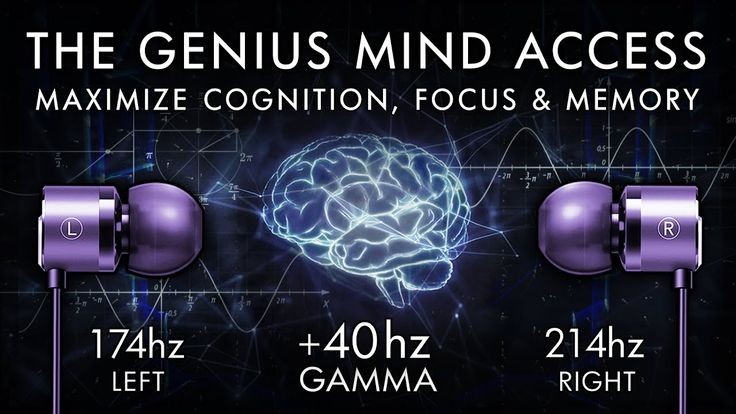 THE GENIUS MIND ACCESS
MAXIMIZE COGNITION, FOCUS & MEMORY
L
R
174hz
LEFT
+40hz
GAMMA
214hz
RIGHT